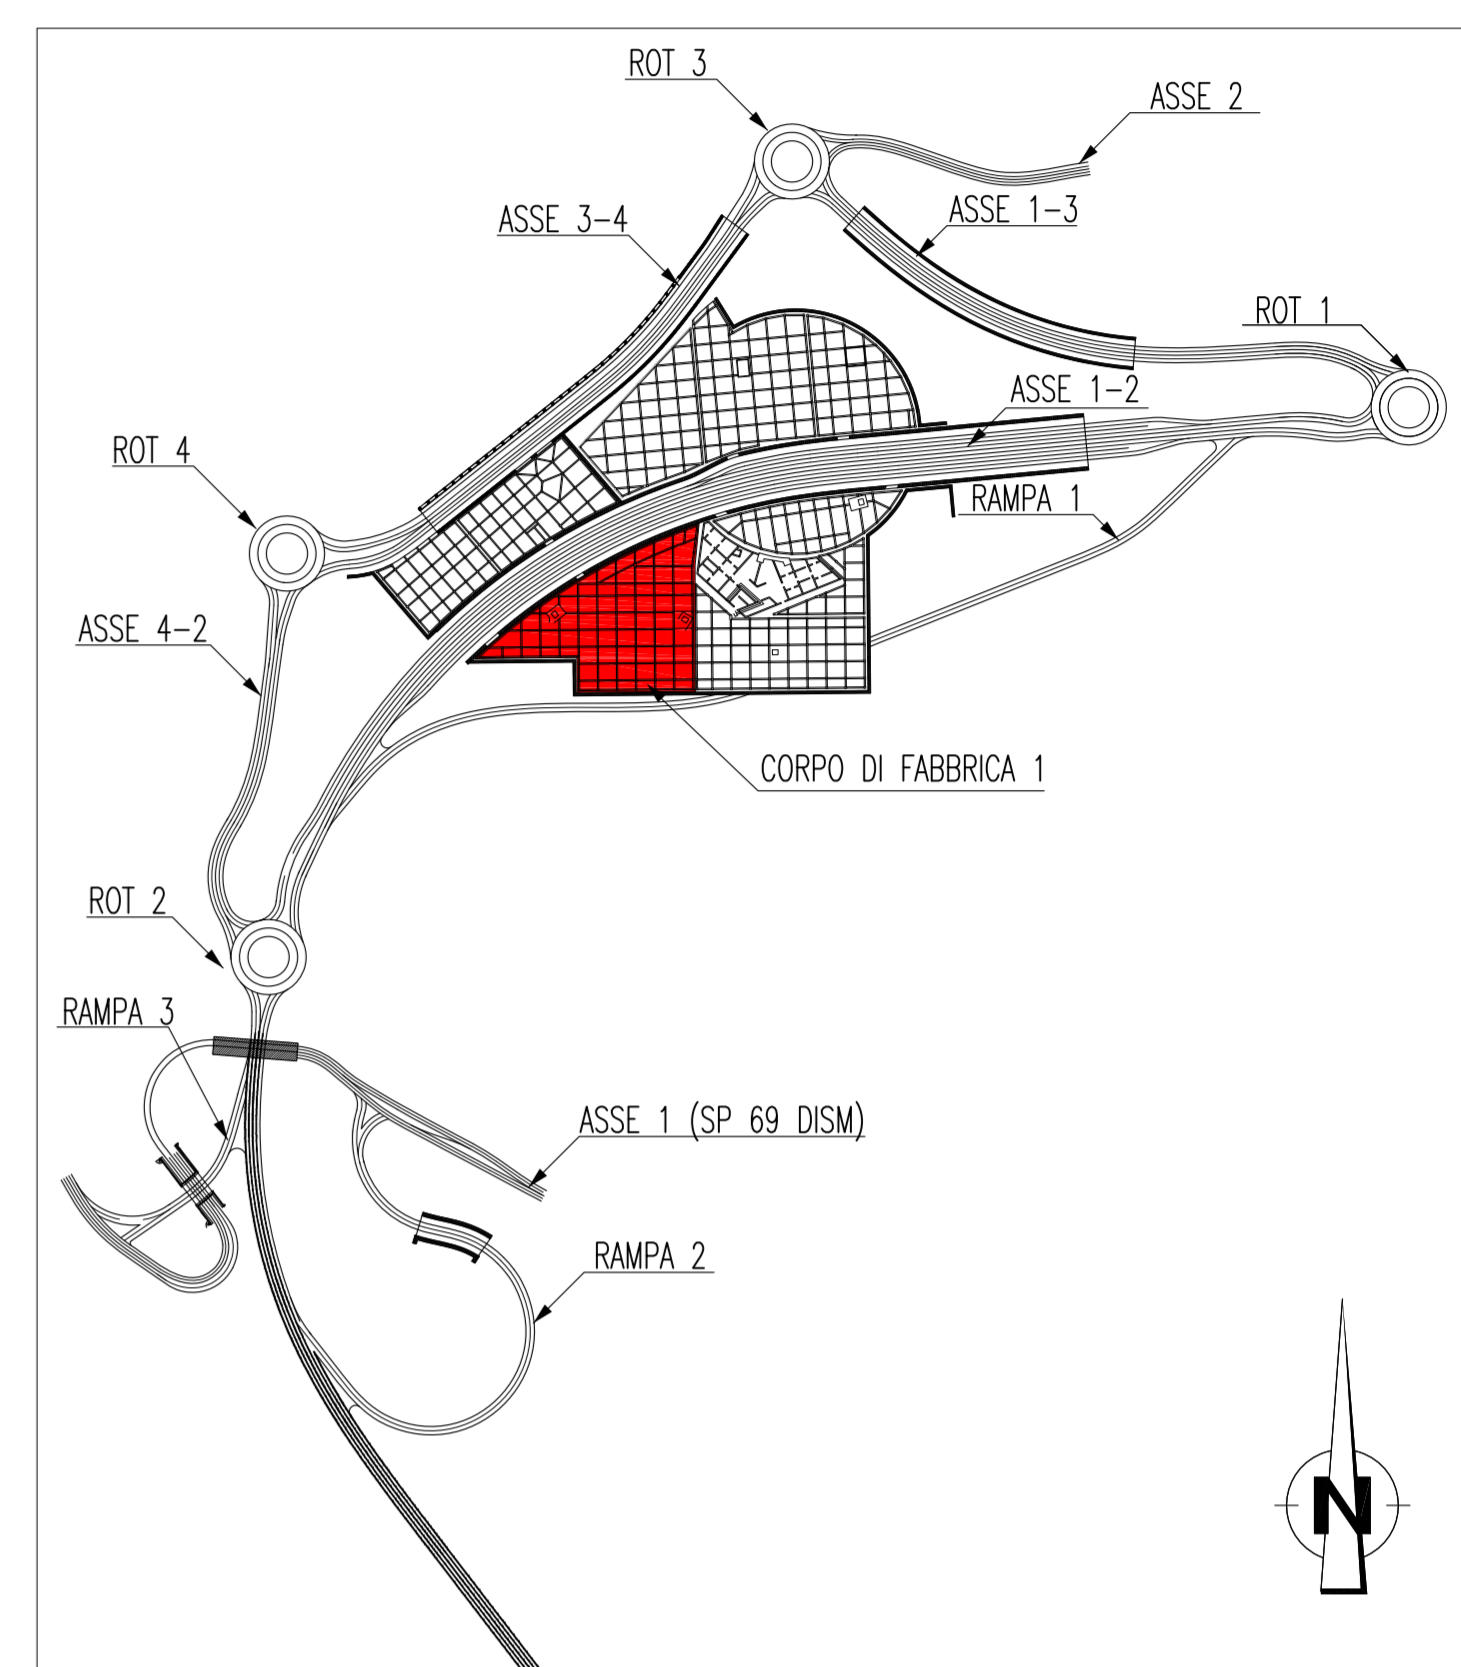 ROT 3
ASSE 2
ASSE 3-4
ASSE 1-3
ROT 1
ASSE 1-2
ROT 4
RAMPA 1
ASSE 4-2
CORPO DI FABBRICA 1
ROT 2
RAMPA 3
ASSE 1 (SP 69 DISM)
RAMPA 2
N